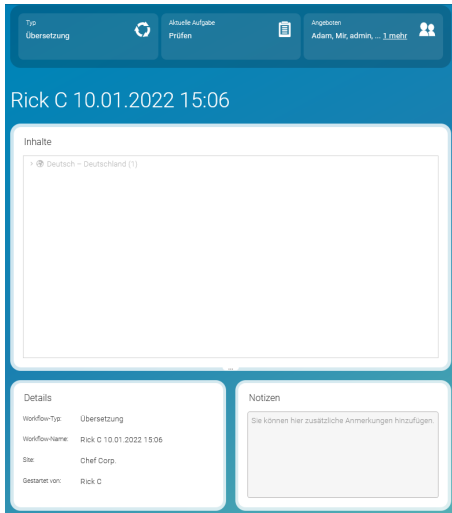 Typ
Übersetzung
Aktuelle Aufgabe
Prüfen
Angeboten
Adam, Mir, admin, ... 1 mehr
Rick C 10.01.2022 15:06
Inhalte
Deutsch – Deutschland (1)
Details
Workflow-Typ: Übersetzung
Workflow-Name: Rick C 10.01.2022 15:06
Site: Chef Corp.
Gestartet von: Rick C
Notizen
Sie können hier zusätzliche Anmerkungen hinzufügen.